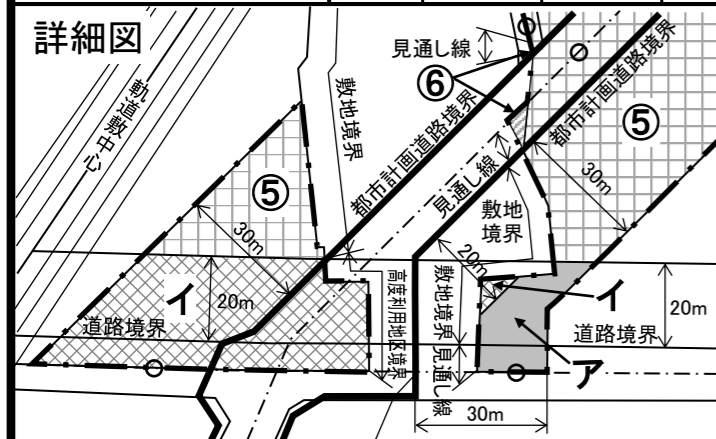 詳細図
見通し線
⑥
軌道敷中心
敷地境界
都市計画道路境界
都市計画道路境界
⑤
⑤
見通し線
30m
30m
敷地
境界
イ
20m
高度利用地区境界
敷地境界
20m
イ
20m
道路境界
道路境界
見通し線
ア
30m